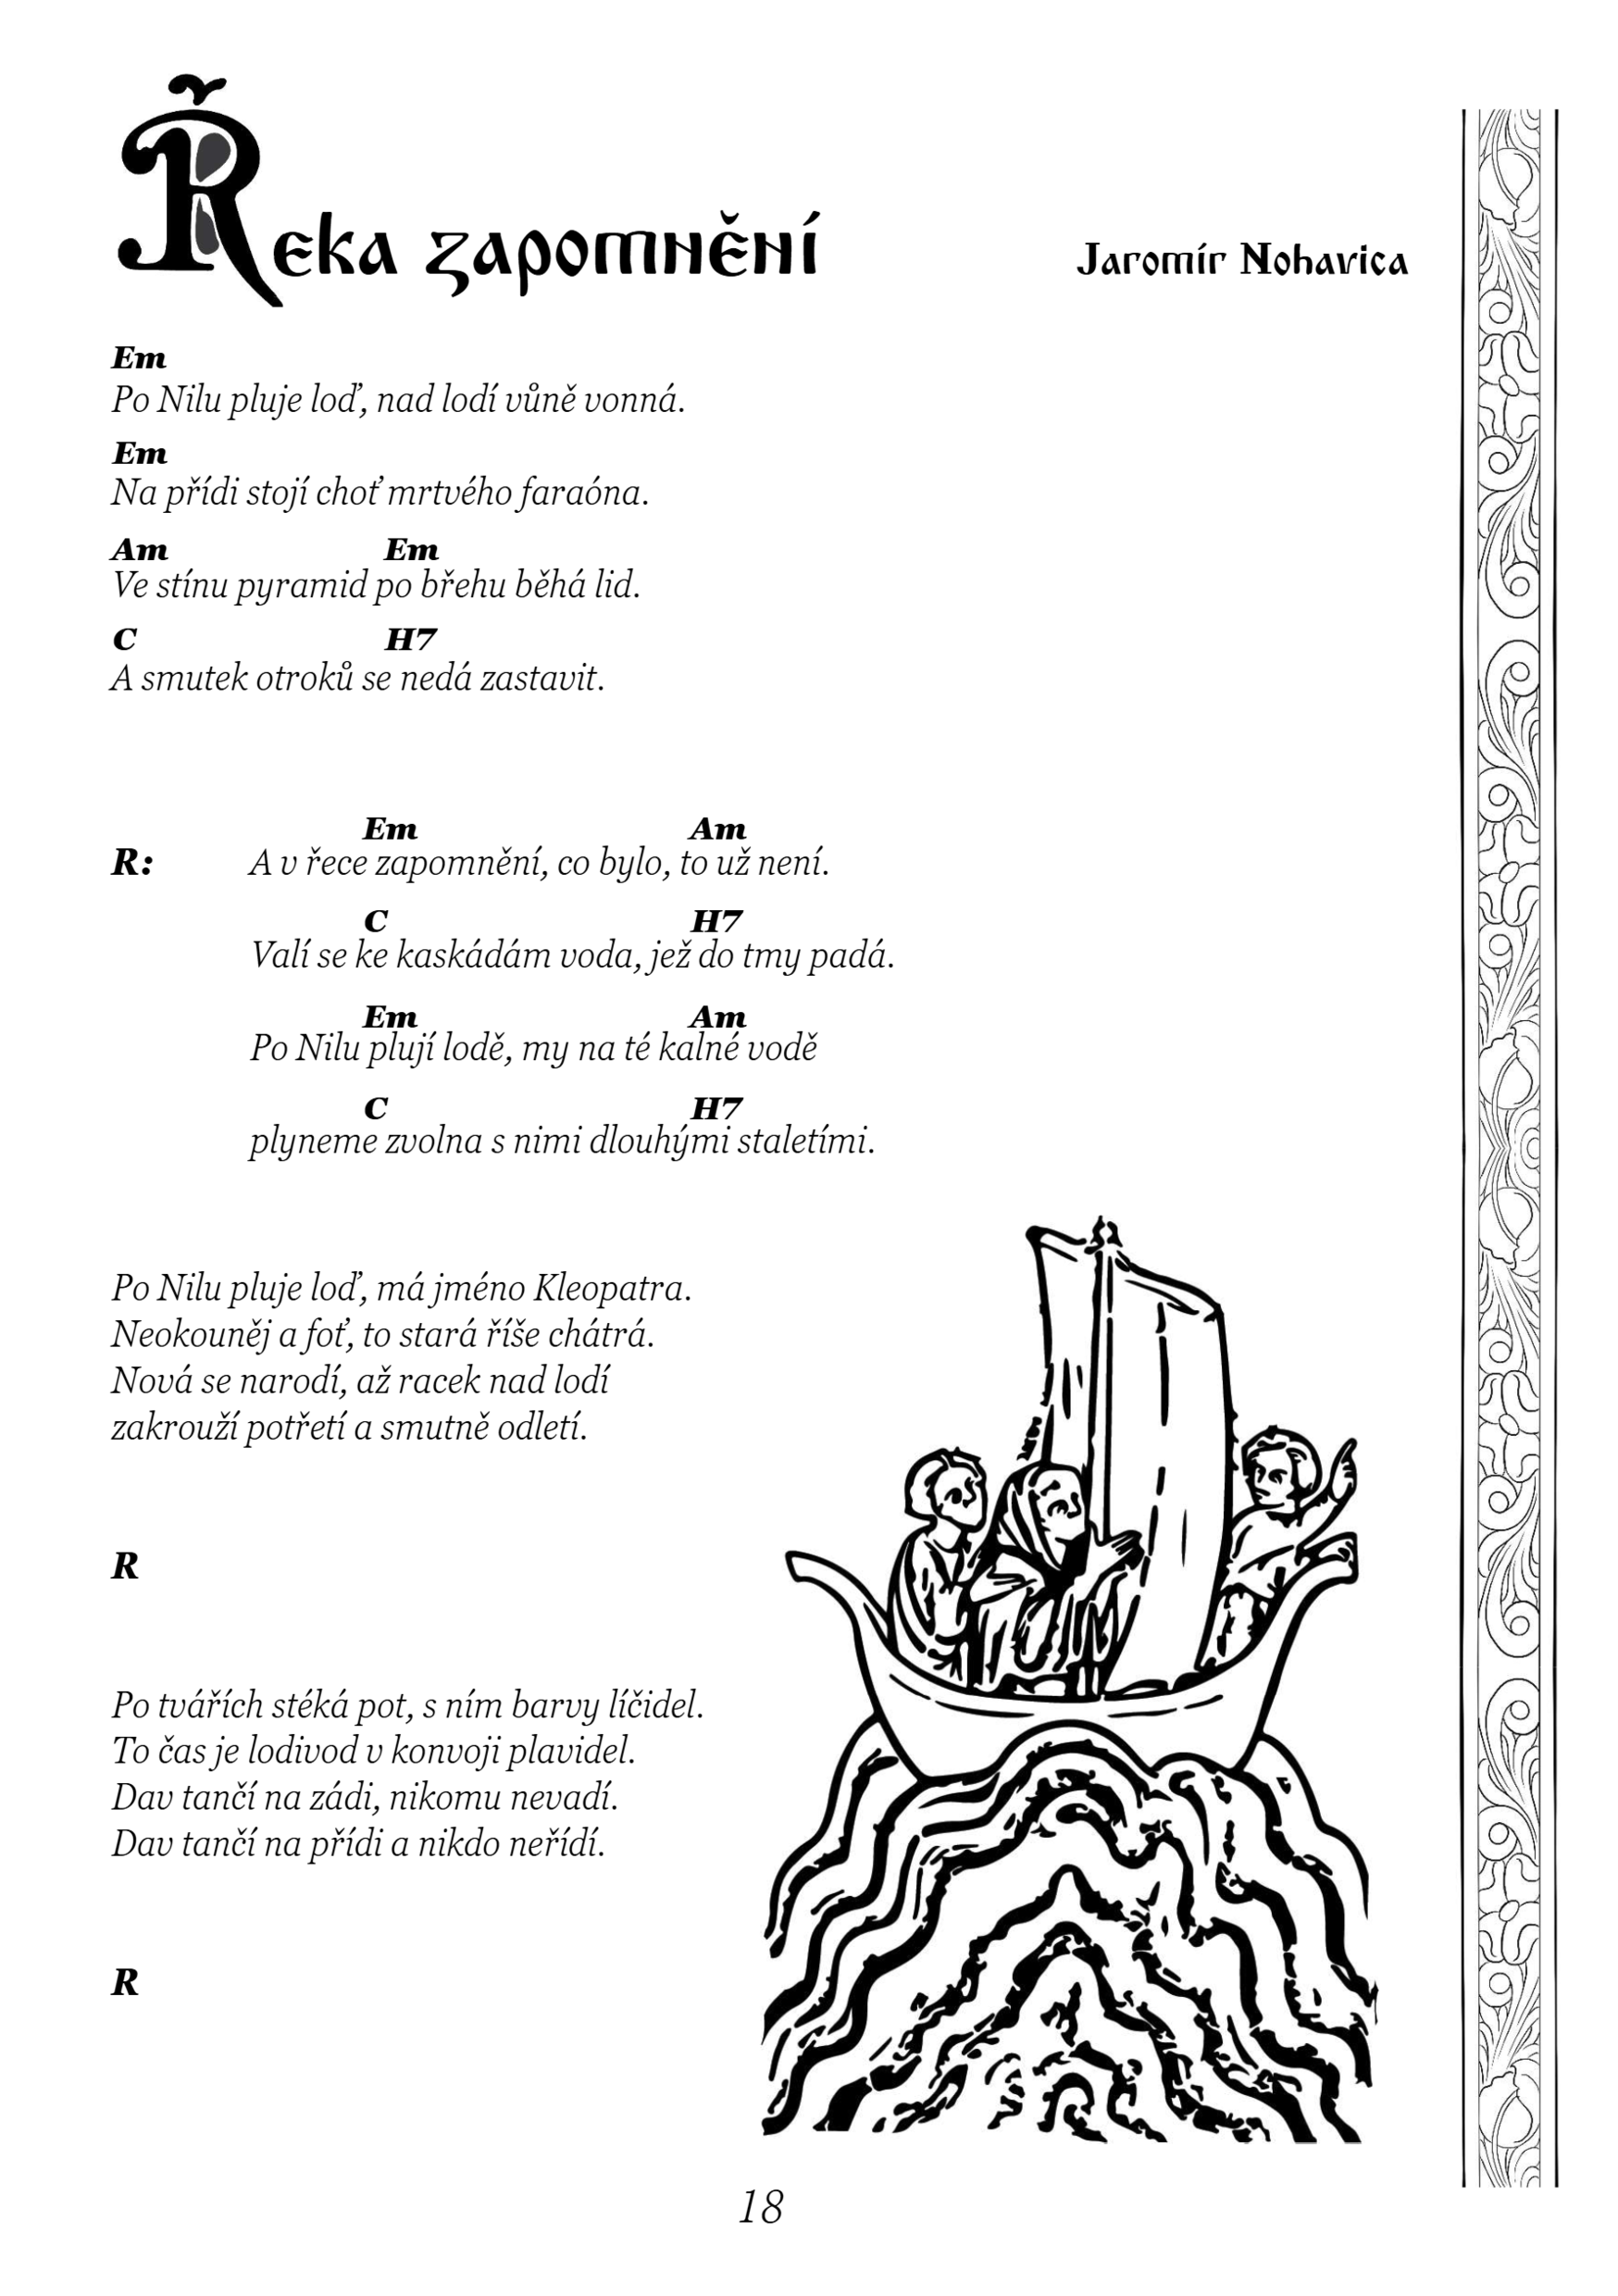 Řeka zapomnění
Jaromír Nohavica
Em
Po Nilu pluje loď, nad lodí vůně vonná.
Em
Na přídi stojí choť mrtvého faraóna.
Am Em
Ve stínu pyramid po břehu běhá lid.
C H7
A smutek otroků se nedá zastavit.
Em Am
R: A v řece zapomnění, co bylo, to už není.
C H7
Valí se ke kaskádám voda, jež do tmy padá.
Em Am
Po Nilu plují lodě, my na té kalné vodě
C H7
plyneme zvolna s nimi dlouhými staletími.
Po Nilu pluje loď, má jméno Kleopatra.
Neokouněj a foť, to stará říše chátrá.
Nová se narodí, až racek nad lodí
zakrouží potřetí a smutně odletí.
R
Po tvářích stéká pot, s ním barvy líčidel.
To čas je lodivod v konvoji plavidel.
Dav tančí na zádi, nikomu nevadí.
Dav tančí na přídi a nikdo neřídí.
R
18